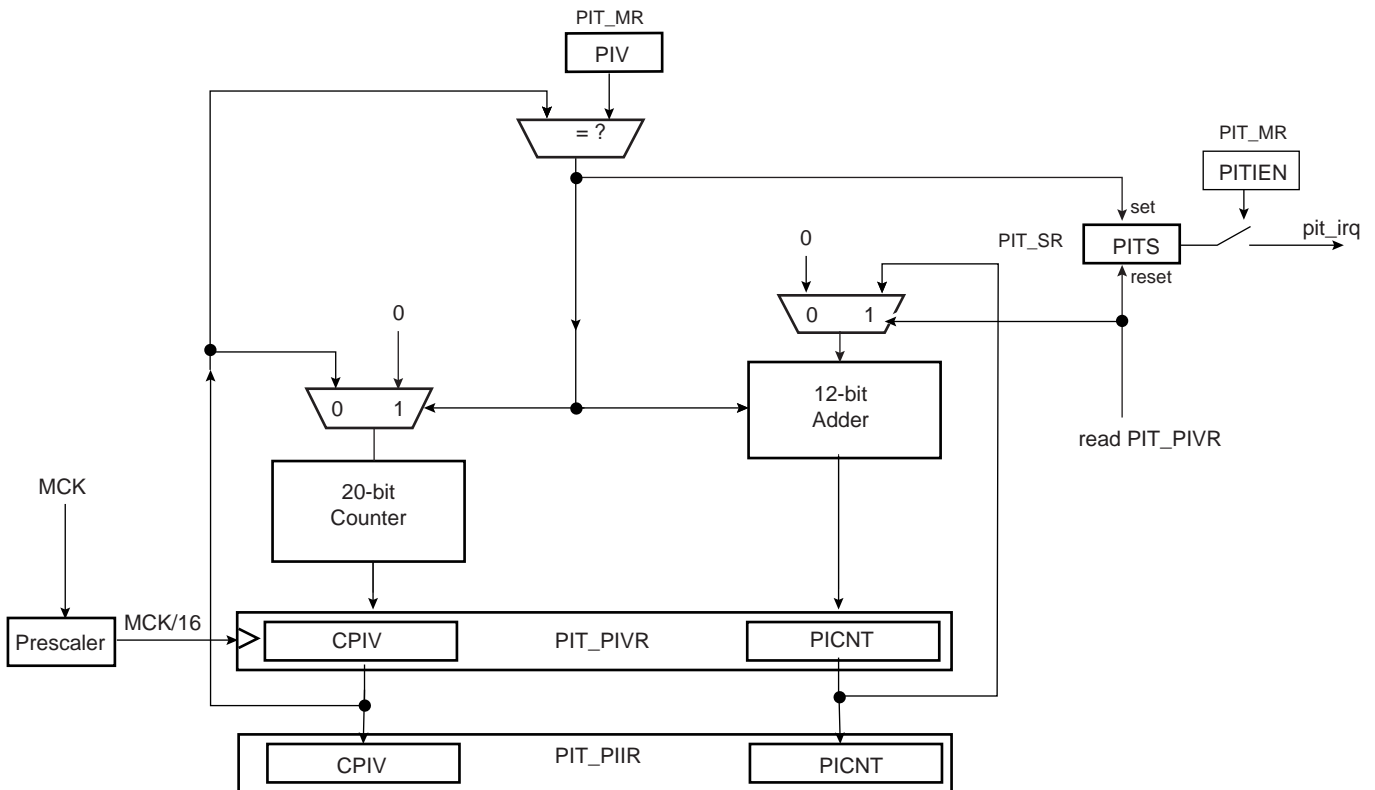 PIT_MR
PIV
= ?
PIT_MR
PITIEN
set
PIT_SR
PITS
pit_irq
reset
0
0 1
0
0 1
12-bit
Adder
read PIT_PIVR
20-bit
Counter
MCK
Prescaler
MCK/16
CPIV
PIT_PIVR
PICNT
CPIV
PIT_PIIR
PICNT